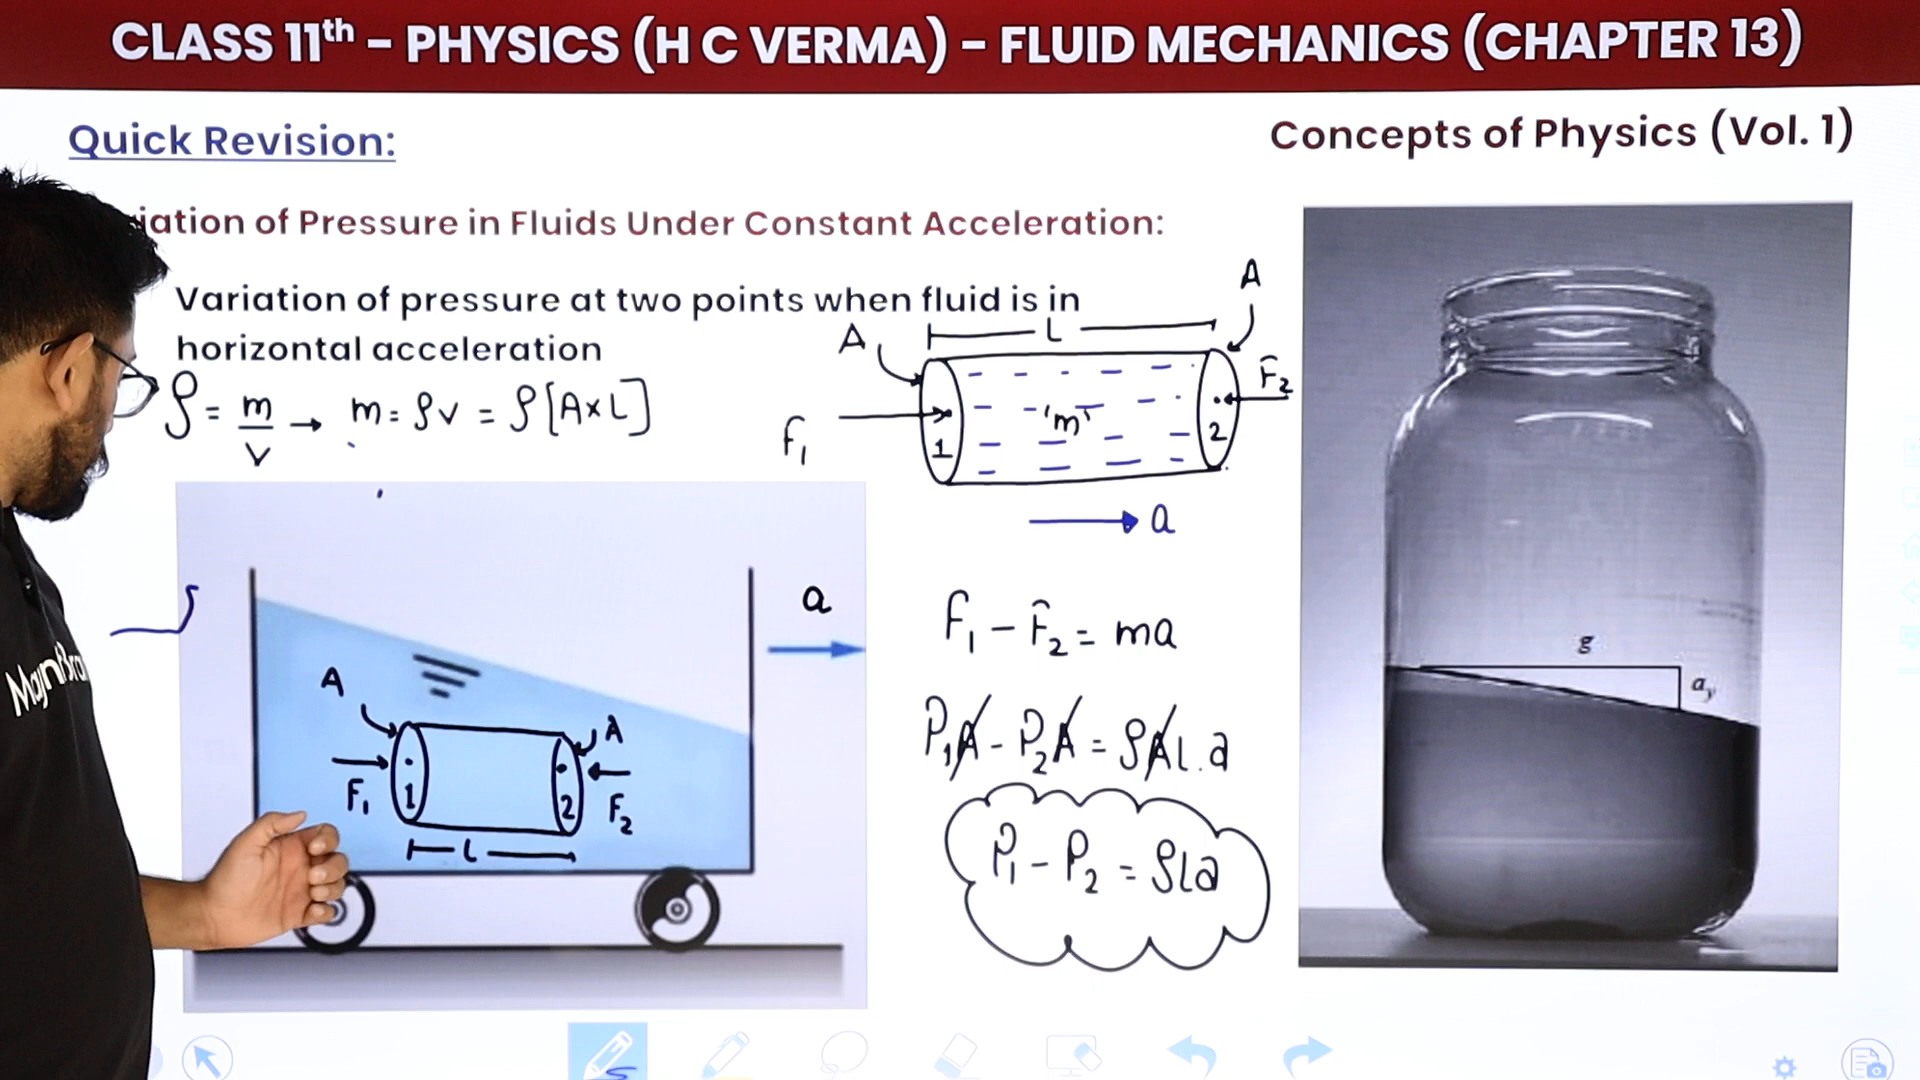 CLASS 11th - PHYSICS (H C VERMA) - FLUID MECHANICS (CHAPTER 13)
Quick Revision:
Concepts of Physics (Vol. 1)
iation of Pressure in Fluids Under Constant Acceleration:
Variation of pressure at two points when fluid is in
horizontal acceleration
ρ = m/v → m = ρv = ρ[A×L]
A
L
A
F₁
1
'm'
2
F₂
a
a
A
A
F₁
1
2
F₂
L
F₁ - F₂ = ma
P₁A - P₂A = ρAL.a
P₁ - P₂ = ρLa
g
aᵧ